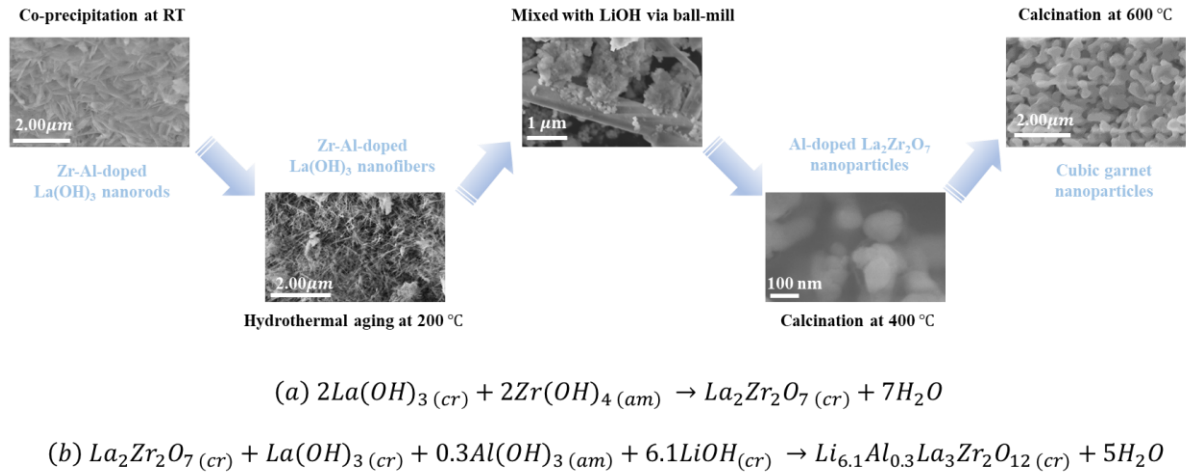 Co-precipitation at RT
2.00μm
Zr-Al-doped
La(OH)₃ nanorods
Zr-Al-doped
La(OH)₃ nanofibers
2.00μm
Hydrothermal aging at 200 °C
Mixed with LiOH via ball-mill
1 μm
Al-doped La₂Zr₂O₇
nanoparticles
100 nm
Calcination at 400 °C
Calcination at 600 °C
2.00μm
Cubic garnet
nanoparticles
(a) 2La(OH)₃ (cr) + 2Zr(OH)₄ (am) → La₂Zr₂O₇ (cr) + 7H₂O
(b) La₂Zr₂O₇ (cr) + La(OH)₃ (cr) + 0.3Al(OH)₃ (am) + 6.1LiOH(cr) → Li₆.₁Al₀.₃La₃Zr₂O₁₂ (cr) + 5H₂O